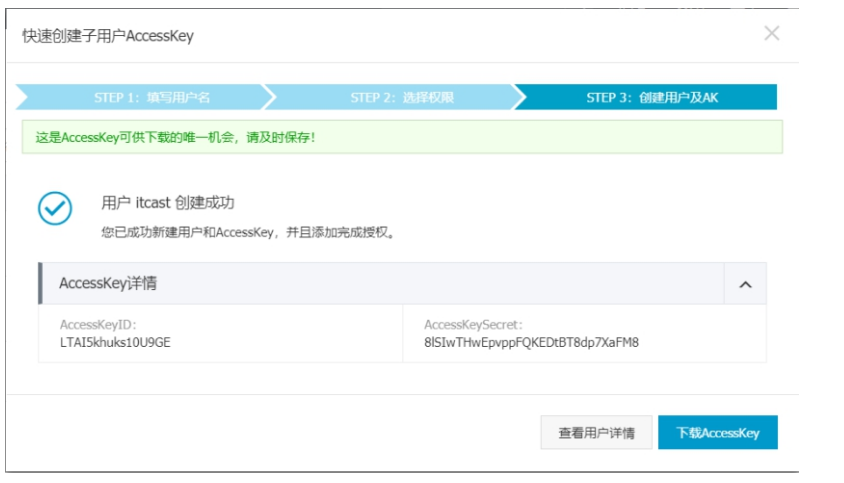 快速创建子用户AccessKey
STEP 1：填写用户名
STEP 2：选择权限
STEP 3：创建用户及AK
这是AccessKey可供下载的唯一机会，请及时保存！
用户 itcast 创建成功
您已成功新建用户和AccessKey，并且添加完成授权。
AccessKey详情
AccessKeyID：
LTAI5khuks10U9GE
AccessKeySecret：
8lSIwTHwEpvppFQKEDtBT8dp7XaFM8
查看用户详情
下载AccessKey